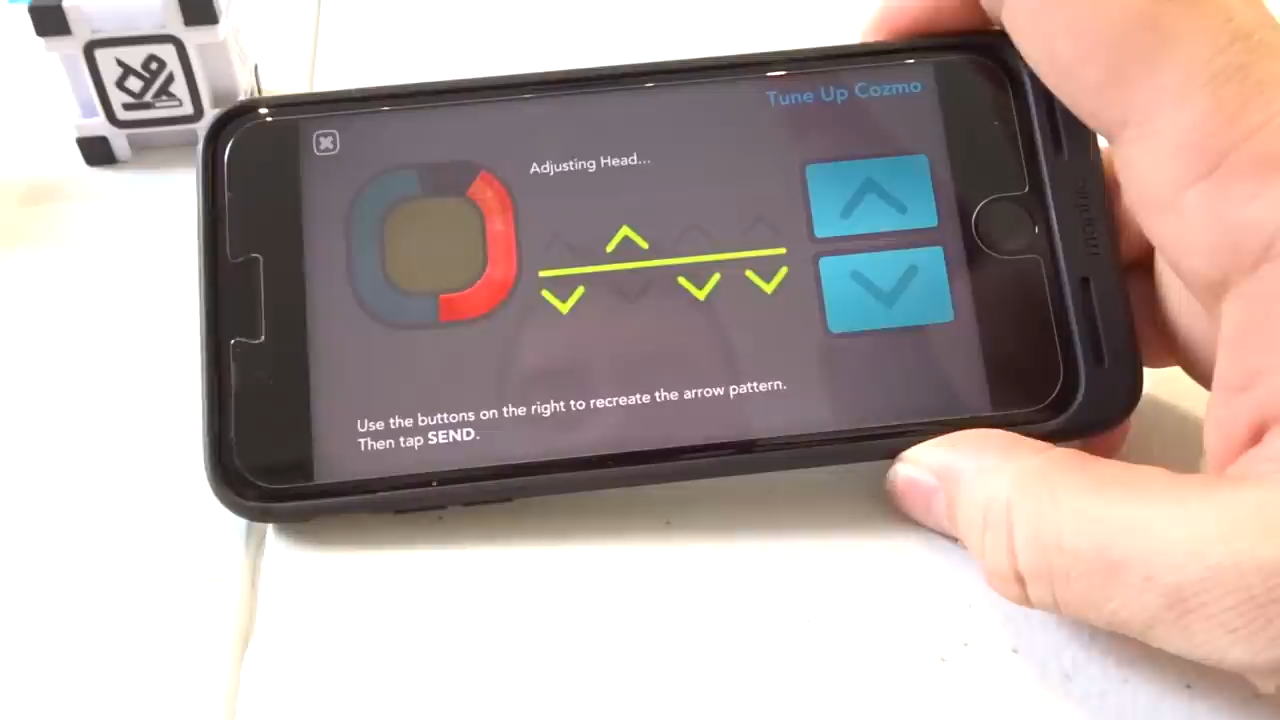 Tune Up Cozmo
Adjusting Head...
Use the buttons on the right to recreate the arrow pattern.
Then tap SEND.
mophie